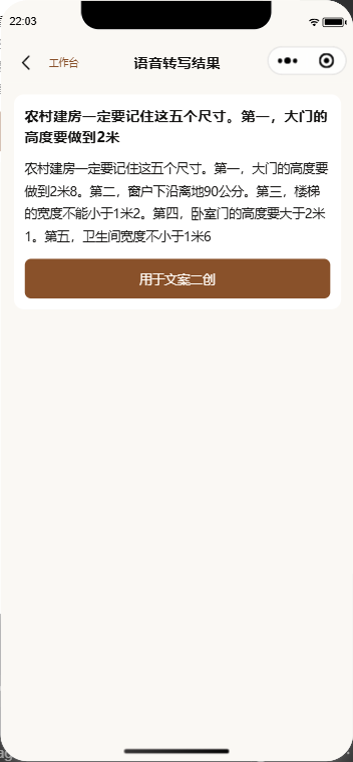 22:03
工作台
语音转写结果
农村建房一定要记住这五个尺寸。第一，大门的
高度要做到2米
农村建房一定要记住这五个尺寸。第一，大门的高度要
做到2米8。第二，窗户下沿离地90公分。第三，楼梯
的宽度不能小于1米2。第四，卧室门的高度要大于2米
1。第五，卫生间宽度不小于1米6
用于文案二创